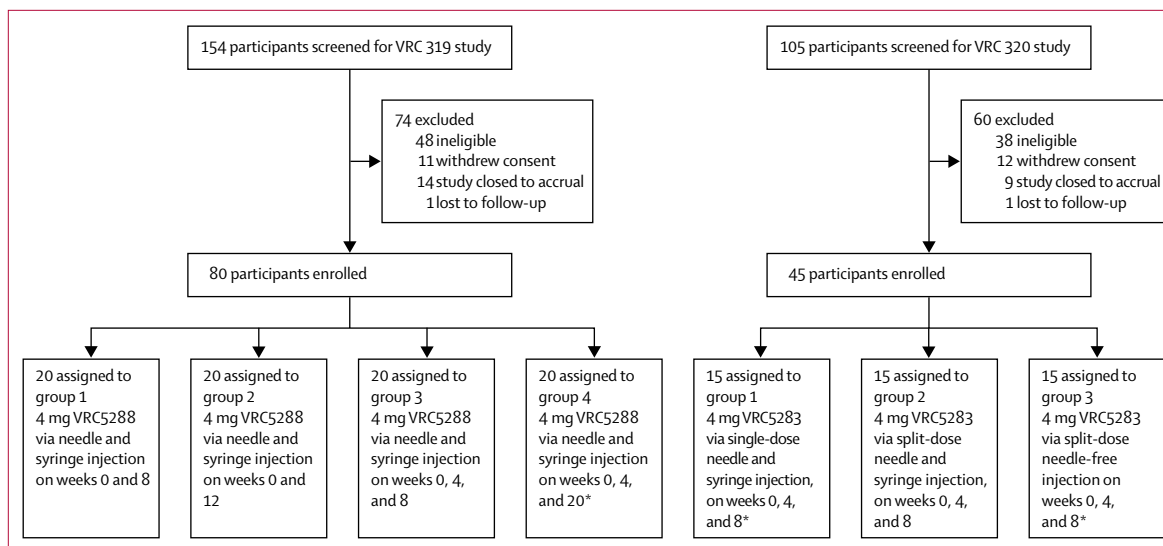 154 participants screened for VRC 319 study
74 excluded
48 ineligible
11 withdrew consent
14 study closed to accrual
1 lost to follow-up
80 participants enrolled
20 assigned to
group 1
4 mg VRC5288
via needle and
syringe injection
on weeks 0 and 8
20 assigned to
group 2
4 mg VRC5288
via needle and
syringe injection
on weeks 0 and
12
20 assigned to
group 3
4 mg VRC5288
via needle and
syringe injection
on weeks 0, 4,
and 8
20 assigned to
group 4
4 mg VRC5288
via needle and
syringe injection
on weeks 0, 4,
and 20*
105 participants screened for VRC 320 study
60 excluded
38 ineligible
12 withdrew consent
9 study closed to accrual
1 lost to follow-up
45 participants enrolled
15 assigned to
group 1
4 mg VRC5283
via single-dose
needle and
syringe injection,
on weeks 0, 4,
and 8*
15 assigned to
group 2
4 mg VRC5283
via split-dose
needle and
syringe injection,
on weeks 0, 4,
and 8
15 assigned to
group 3
4 mg VRC5283
via split-dose
needle-free
injection on
weeks 0, 4,
and 8*